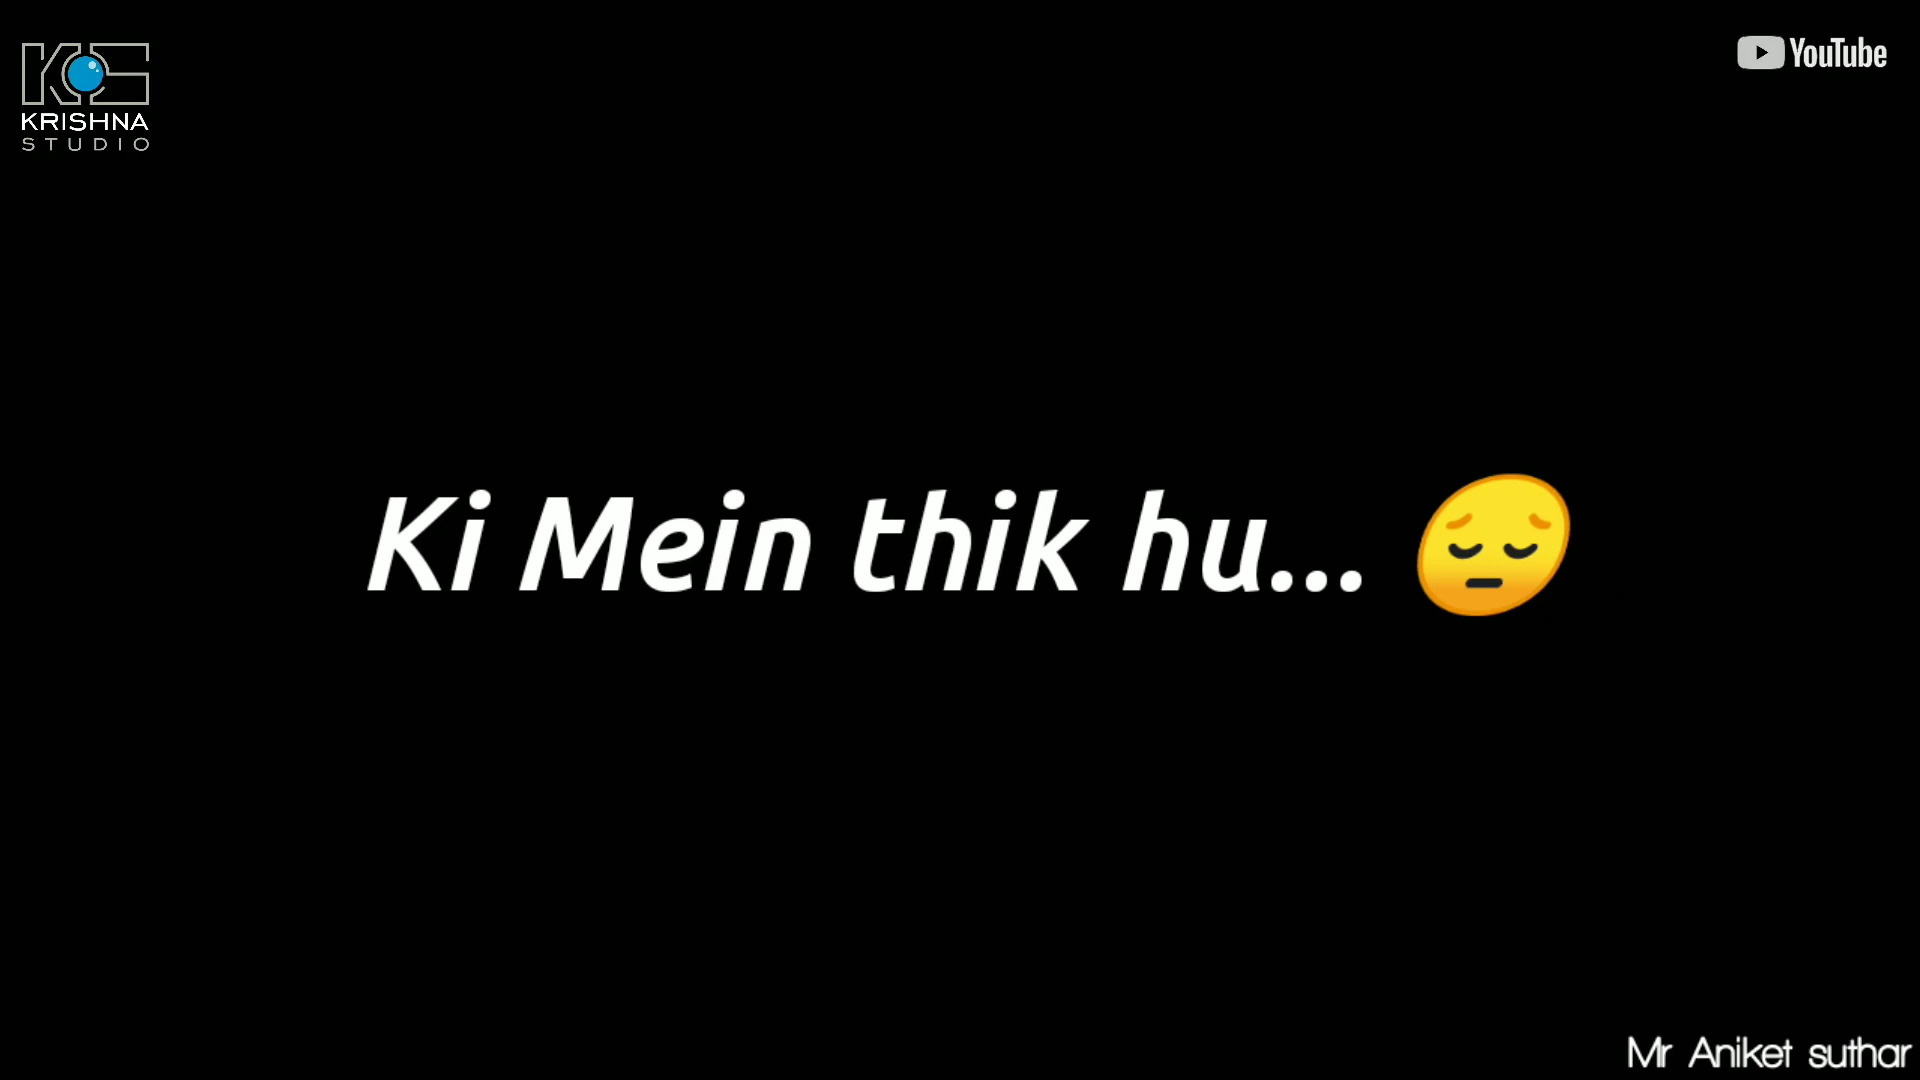 KRISHNA
STUDIO
YouTube
Ki Mein thik hu... 😔
Mr Aniket suthar